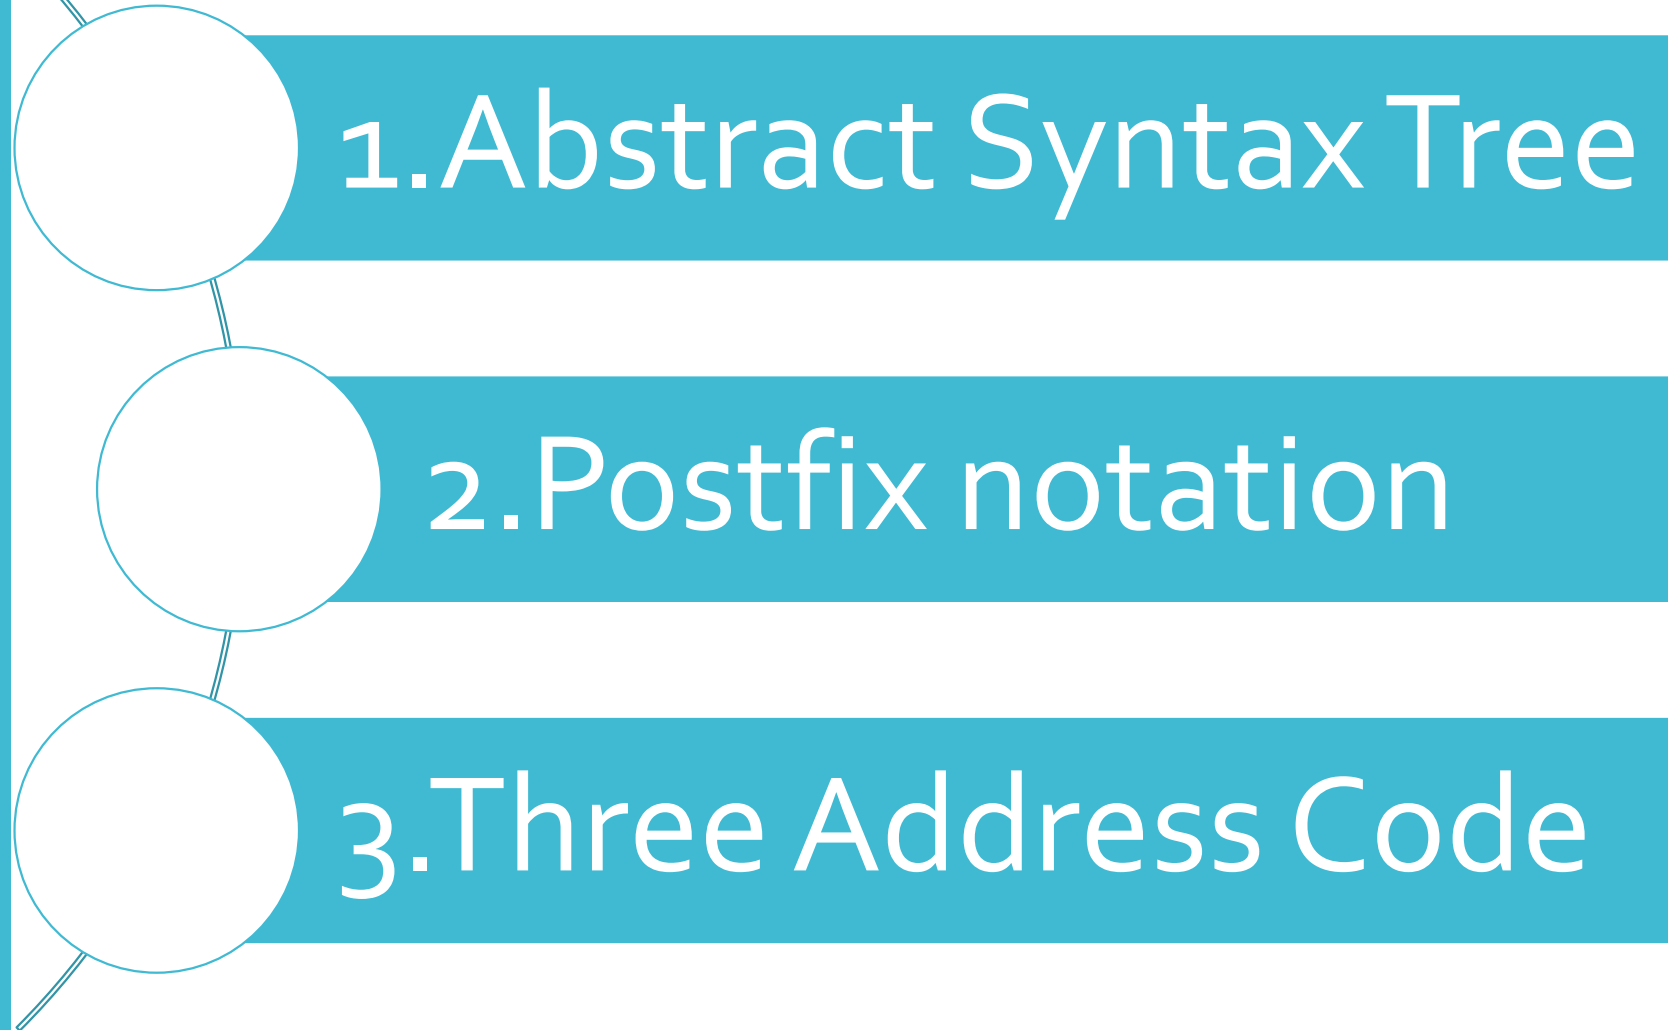 1.Abstract Syntax Tree
2.Postfix notation
3.Three Address Code